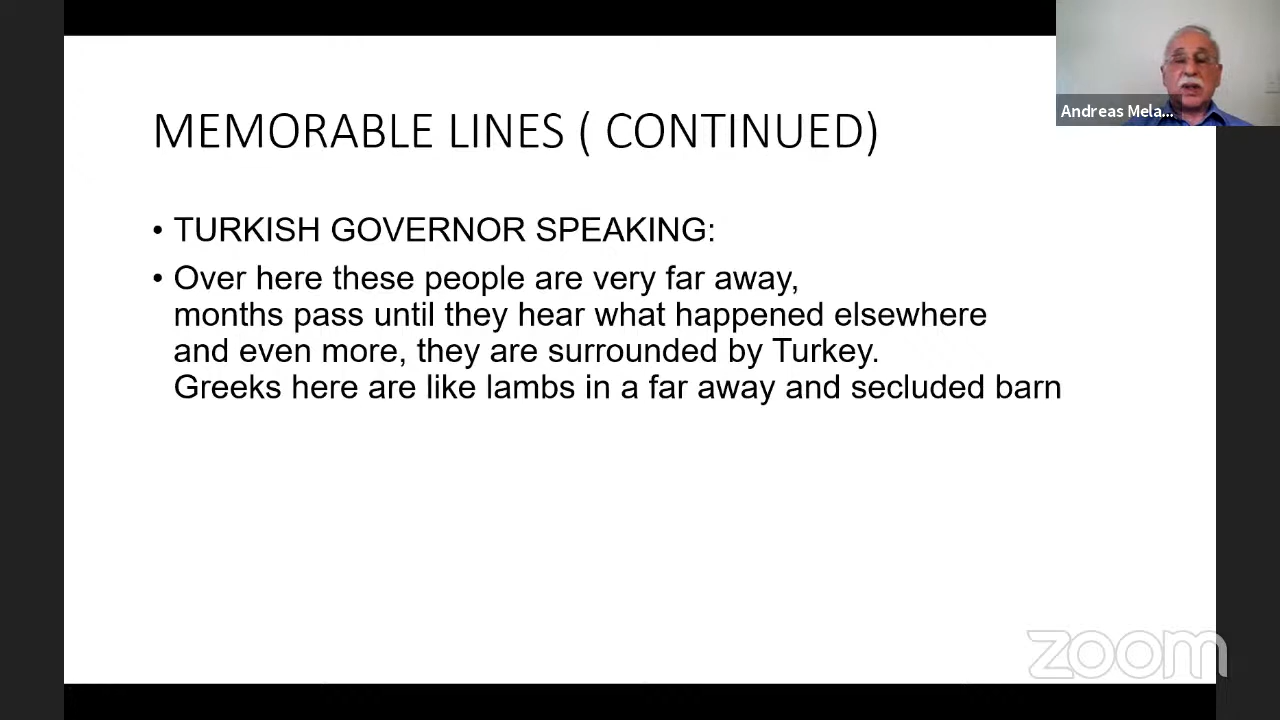 Andreas Mela...
MEMORABLE LINES ( CONTINUED)
• TURKISH GOVERNOR SPEAKING:
• Over here these people are very far away,
months pass until they hear what happened elsewhere
and even more, they are surrounded by Turkey.
Greeks here are like lambs in a far away and secluded barn
zoom